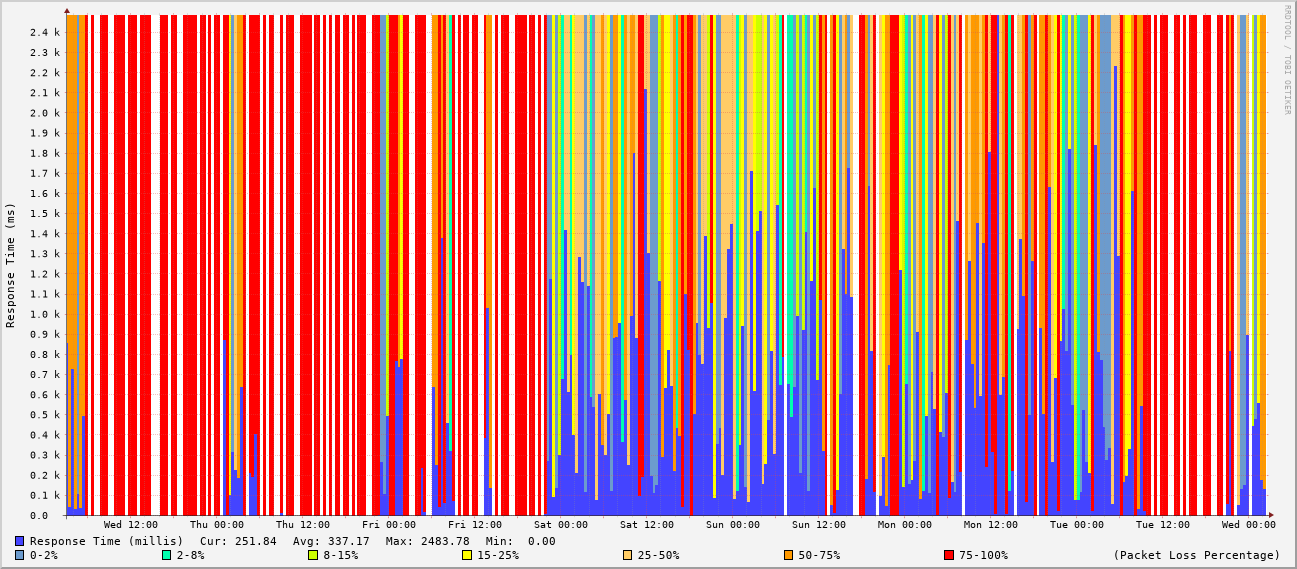 RRDTOOL / TOBI OETIKER
Response Time (ms)
2.4 k
2.3 k
2.2 k
2.1 k
2.0 k
1.9 k
1.8 k
1.7 k
1.6 k
1.5 k
1.4 k
1.3 k
1.2 k
1.1 k
1.0 k
0.9 k
0.8 k
0.7 k
0.6 k
0.5 k
0.4 k
0.3 k
0.2 k
0.1 k
0.0
Wed 12:00 Thu 00:00 Thu 12:00 Fri 00:00 Fri 12:00 Sat 00:00 Sat 12:00 Sun 00:00 Sun 12:00 Mon 00:00 Mon 12:00 Tue 00:00 Tue 12:00 Wed 00:00
Response Time (millis) Cur: 251.84 Avg: 337.17 Max: 2483.78 Min: 0.00
0-2% 2-8% 8-15% 15-25% 25-50% 50-75% 75-100% (Packet Loss Percentage)